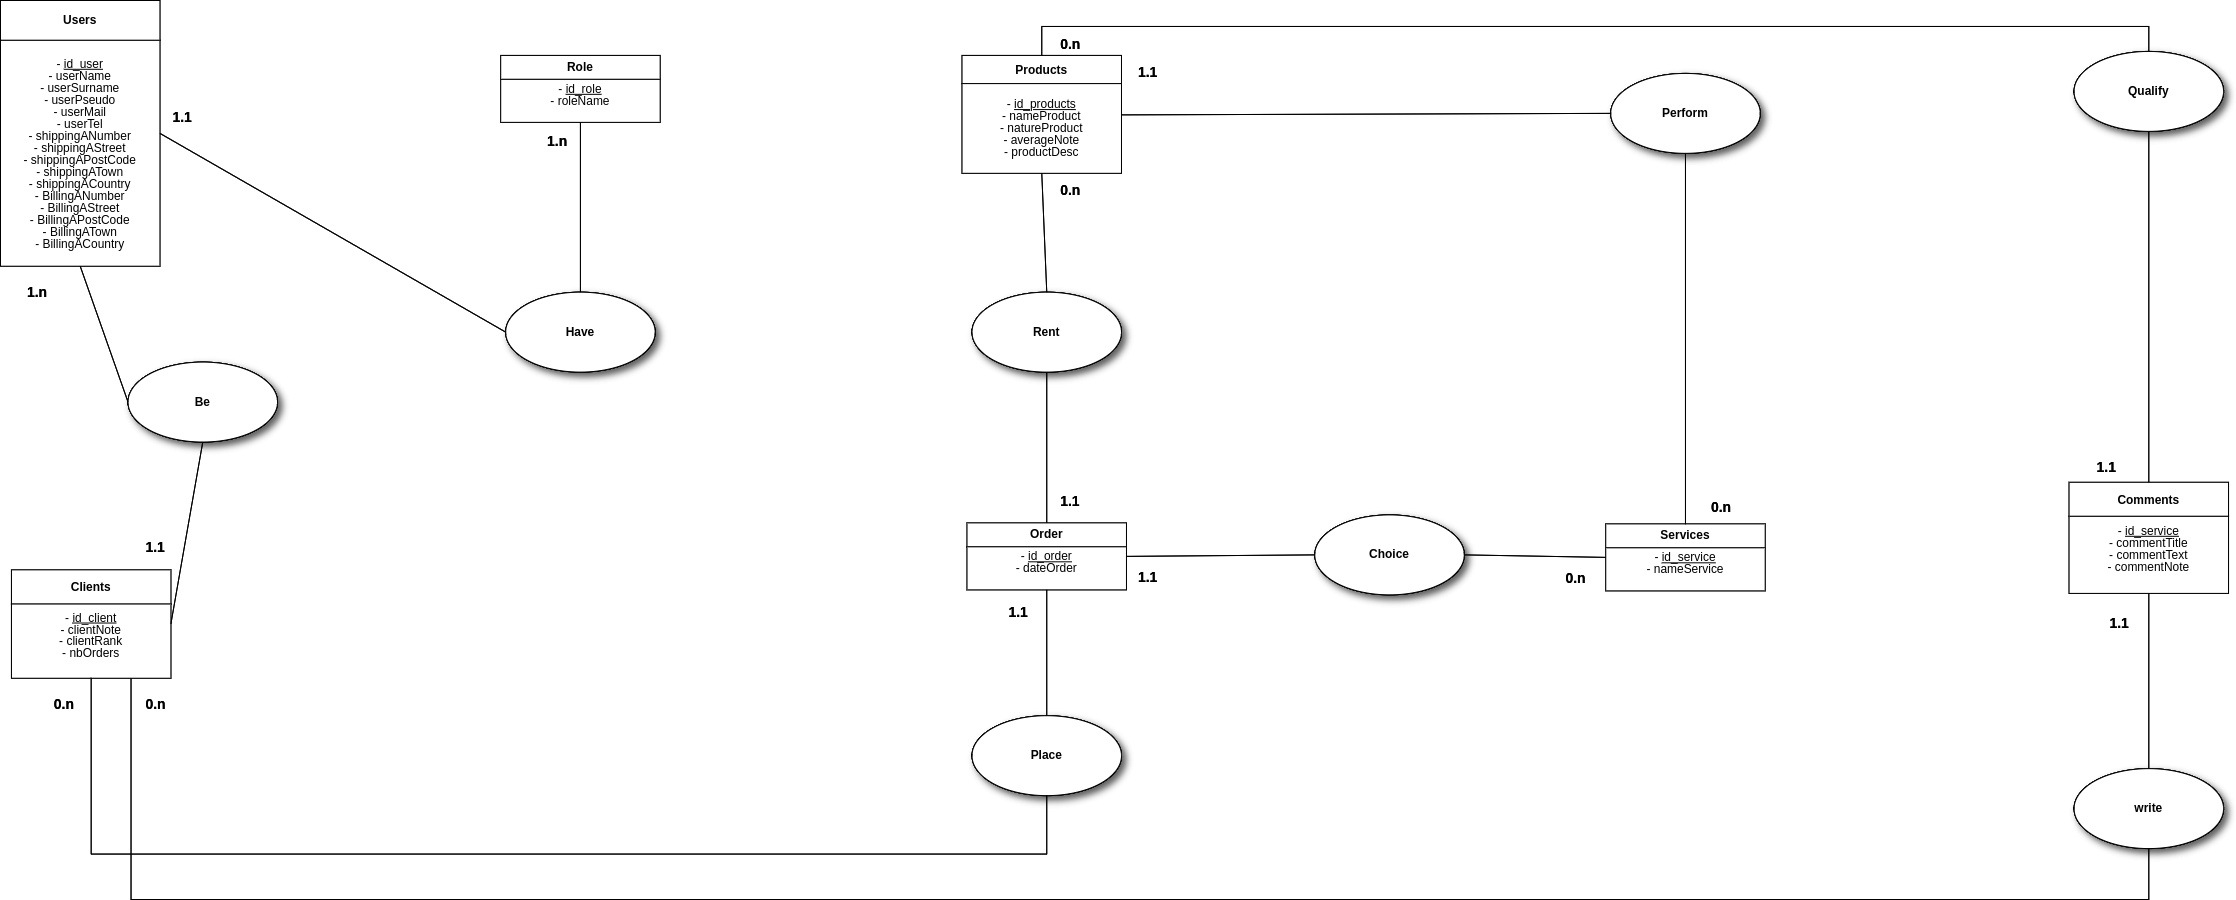 Users
- id_user
- userName
- userSurname
- userPseudo
- userMail
- userTel
- shippingANumber
- shippingAStreet
- shippingAPostCode
- shippingATown
- shippingACountry
- BillingANumber
- BillingAStreet
- BillingAPostCode
- BillingATown
- BillingACountry
1.1
1.n
Role
- id_role
- roleName
1.n
Have
Be
1.1
Clients
- id_client
- clientNote
- clientRank
- nbOrders
0.n
0.n
0.n
Products
- id_products
- nameProduct
- natureProduct
- averageNote
- productDesc
1.1
0.n
Perform
Qualify
Rent
1.1
Order
- id_order
- dateOrder
1.1
1.1
Choice
0.n
0.n
Services
- id_service
- nameService
1.1
Comments
- id_service
- commentTitle
- commentText
- commentNote
1.1
Place
write